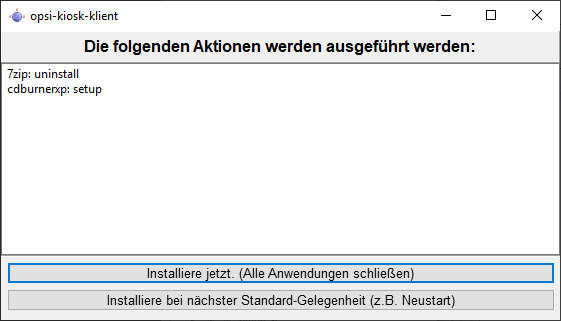 opsi-kiosk-klient
Die folgenden Aktionen werden ausgeführt werden:
7zip: uninstall
cdburnerxp: setup
Installiere jetzt. (Alle Anwendungen schließen)
Installiere bei nächster Standard-Gelegenheit (z.B. Neustart)